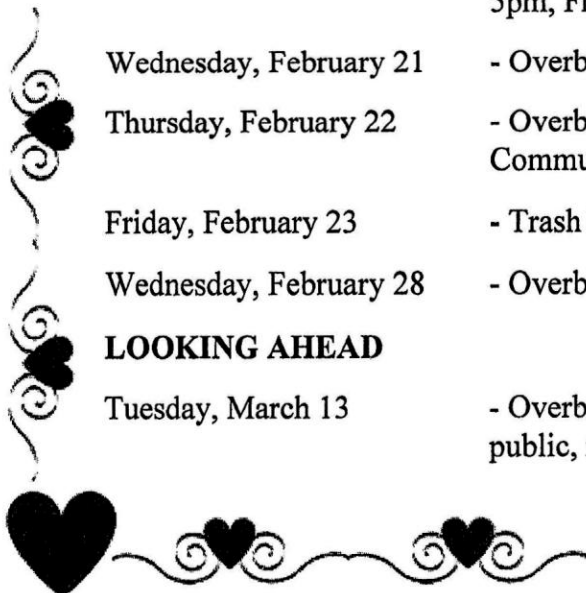 5pm,
Wednesday, February 21 - Overb
Thursday, February 22 - Overb
Commu
Friday, February 23 - Trash
Wednesday, February 28 - Overb
LOOKING AHEAD
Tuesday, March 13 - Overb
public,